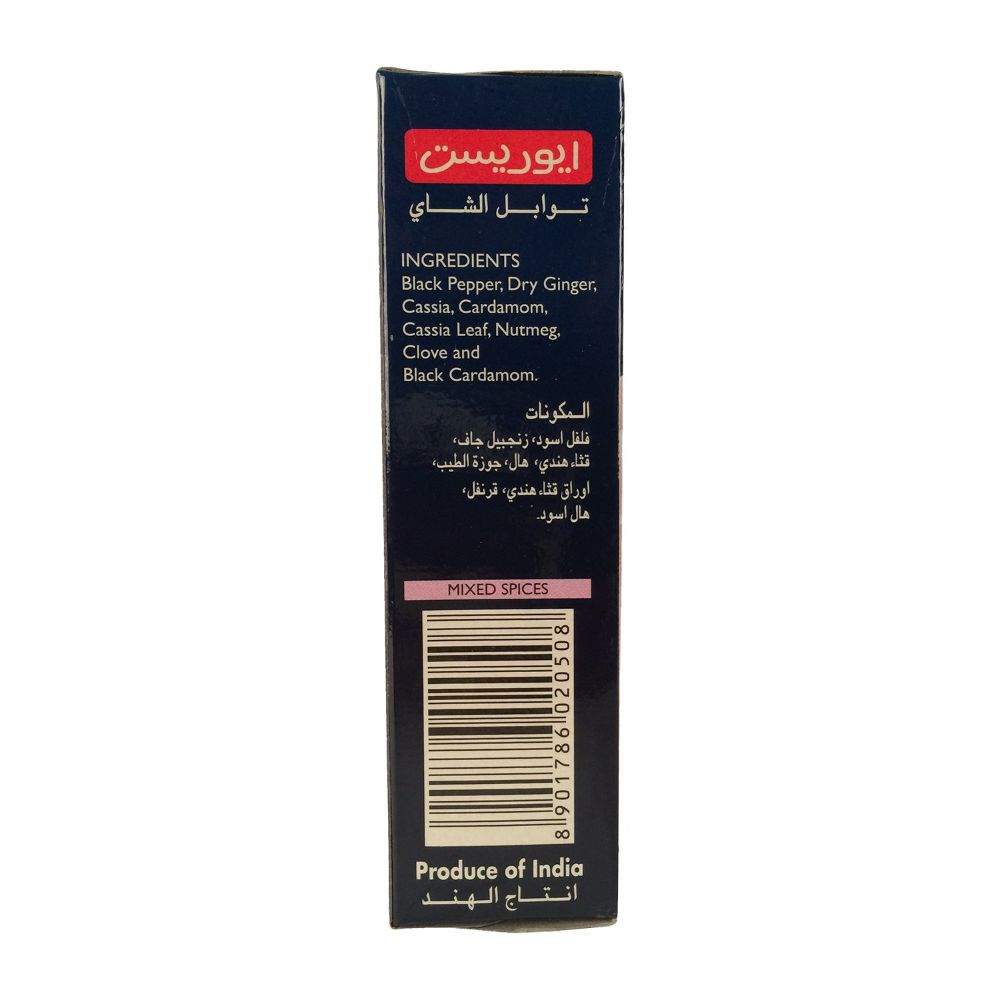 ايوريست
توابل الشاي
INGREDIENTS
Black Pepper, Dry Ginger,
Cassia, Cardamom,
Cassia Leaf, Nutmeg,
Clove and
Black Cardamom.
المكونات
فلفل اسود، زنجبيل جاف،
قثاء هندي، هال، جوزة الطيب،
اوراق قثاء هندي، قرنفل،
هال اسود.
MIXED SPICES
8 901786 020508
Produce of India
انتاج الهند